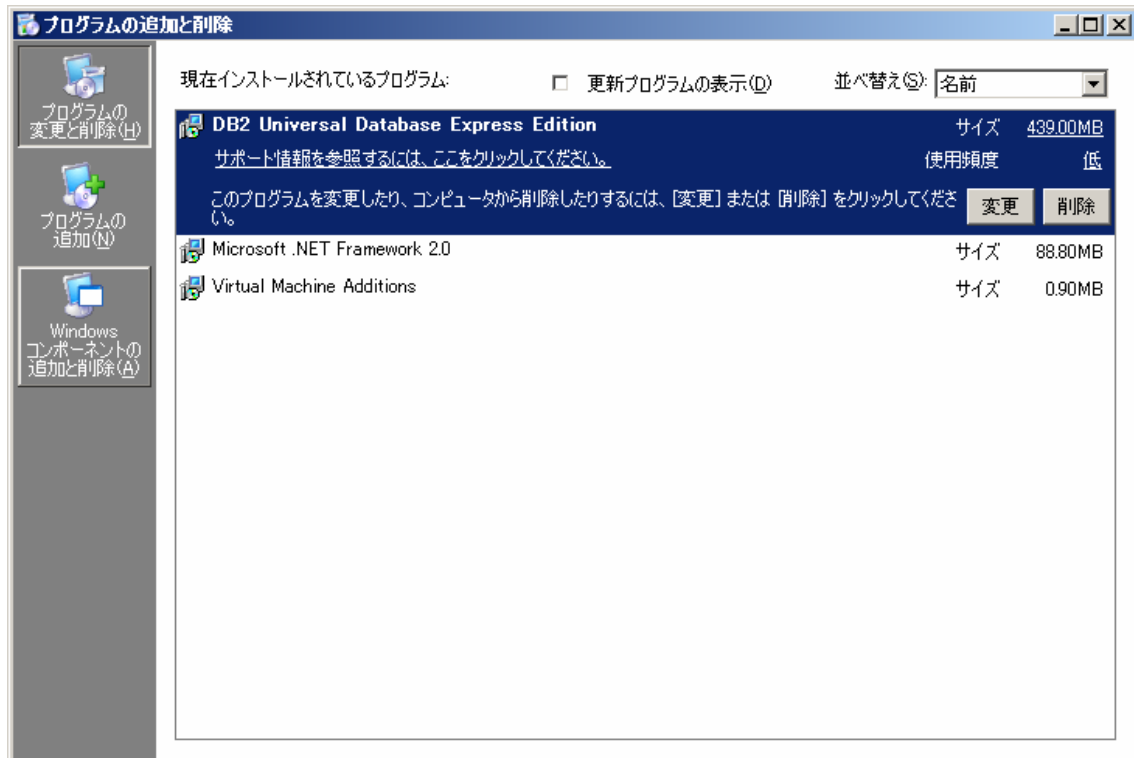 プログラムの追加と削除
プログラムの
変更と削除(H)
プログラムの
追加(N)
Windows
コンポーネントの
追加と削除(A)
現在インストールされているプログラム:
更新プログラムの表示(D)
並べ替え(S):
名前
DB2 Universal Database Express Edition
サイズ 439.00MB
サポート情報を参照するには、ここをクリックしてください。
使用頻度 低
このプログラムを変更したり、コンピュータから削除したりするには、[変更] または [削除] をクリックしてくださ
い。
変更
削除
Microsoft .NET Framework 2.0
サイズ 88.80MB
Virtual Machine Additions
サイズ 0.90MB